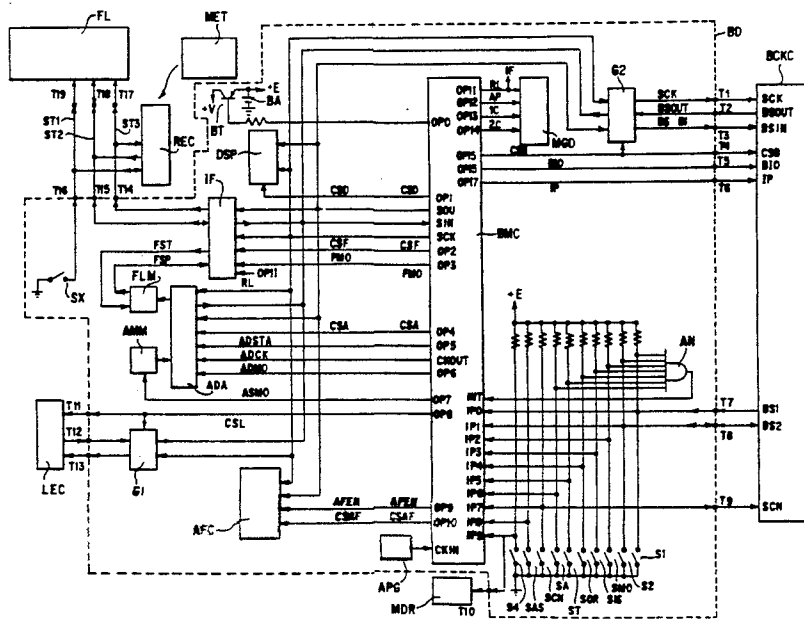 FL
MET
BD
BCKC
T19
T18
T17
ST1
ST2
ST3
REC
+E
BA
+V
BT
DSP
OP0
OP11
RL
IF
OP12
AP
OP13
1C
OP14
2C
MGD
G2
SCK
T1
SCK
BSOUT
T2
BSOUT
BSIN
T3
T4
OP15
CSB
BIO
T5
BIO
OP17
IP
T6
IP
T16
T15
T14
IF
CSD
CSD
OP1
SOU
SIN
SCK
BMC
FST
FSP
CSF
CSF
OP2
PMO
PMO
OP3
OP11
RL
SX
FLM
AMM
ADA
CSA
CSA
OP4
ADSTA
OP5
ADCK
CKOUT
ADMO
OP6
+E
AN
ASMO
OP7
INT
T7
BS1
T11
CSL
OP8
IP0
IP1
T8
BS2
T12
T13
LEC
G1
IP2
IP3
IP4
IP5
IP6
IP7
T9
SCN
IP8
IP9
AFC
AFEN
AFEN
OP9
CSAF
CSAF
OP10
APG
CKIN
MDR
T10
S4
SAS
SCN
SA
ST
SOR
SIS
SMO
S1
S2